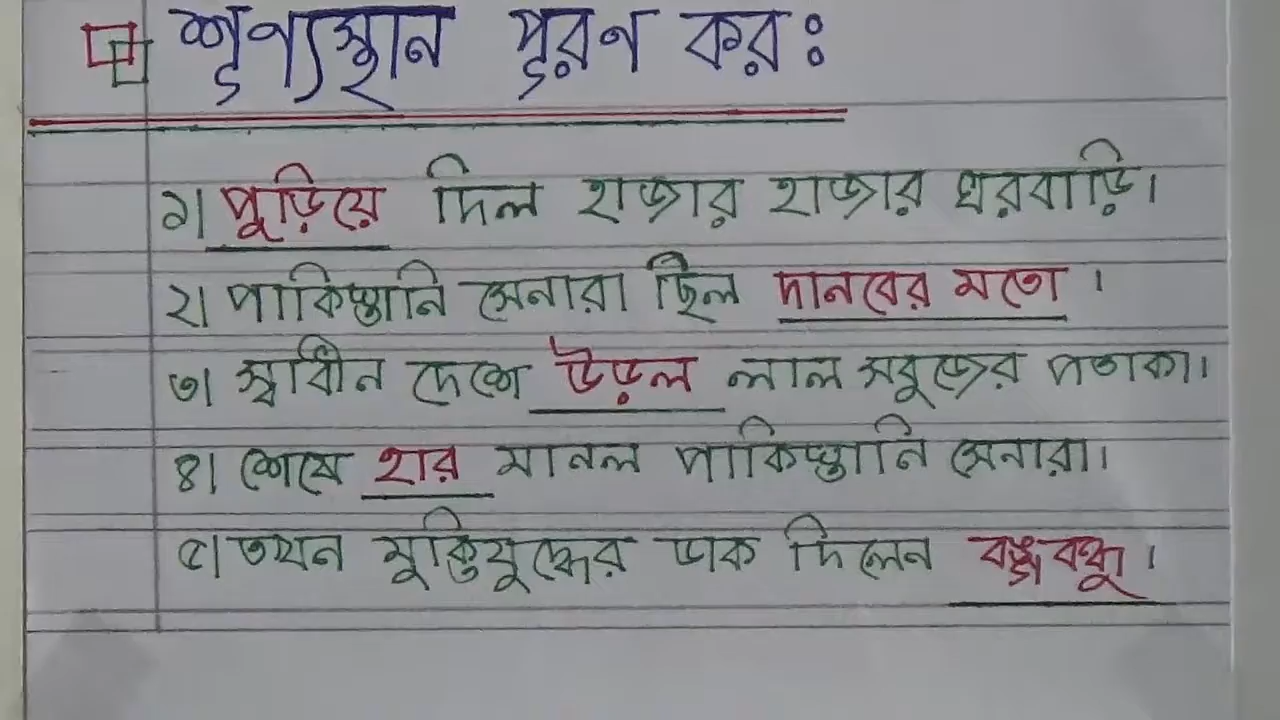 শূণ্যস্থান পূরণ কর:
১। পুড়িয়ে দিল হাজার হাজার ঘরবাড়ি।
২। পাকিস্তানি সেনারা ছিল দানবের মতো।
৩। স্বাধীন দেশে উড়ল লাল সবুজের পতাকা।
৪। শেষে হার মানল পাকিস্তানি সেনারা।
৫। তখন মুক্তিযুদ্ধের ডাক দিলেন বঙ্গবন্ধু।